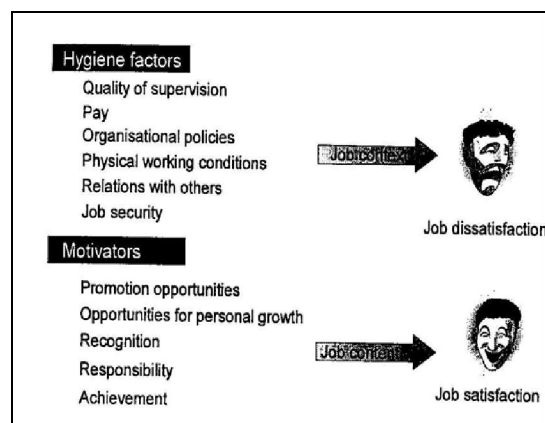 Hygiene factors
Quality of supervision
Pay
Organisational policies
Physical working conditions
Relations with others
Job security
Job context
Job dissatisfaction
Motivators
Promotion opportunities
Opportunities for personal growth
Recognition
Responsibility
Achievement
Job content
Job satisfaction